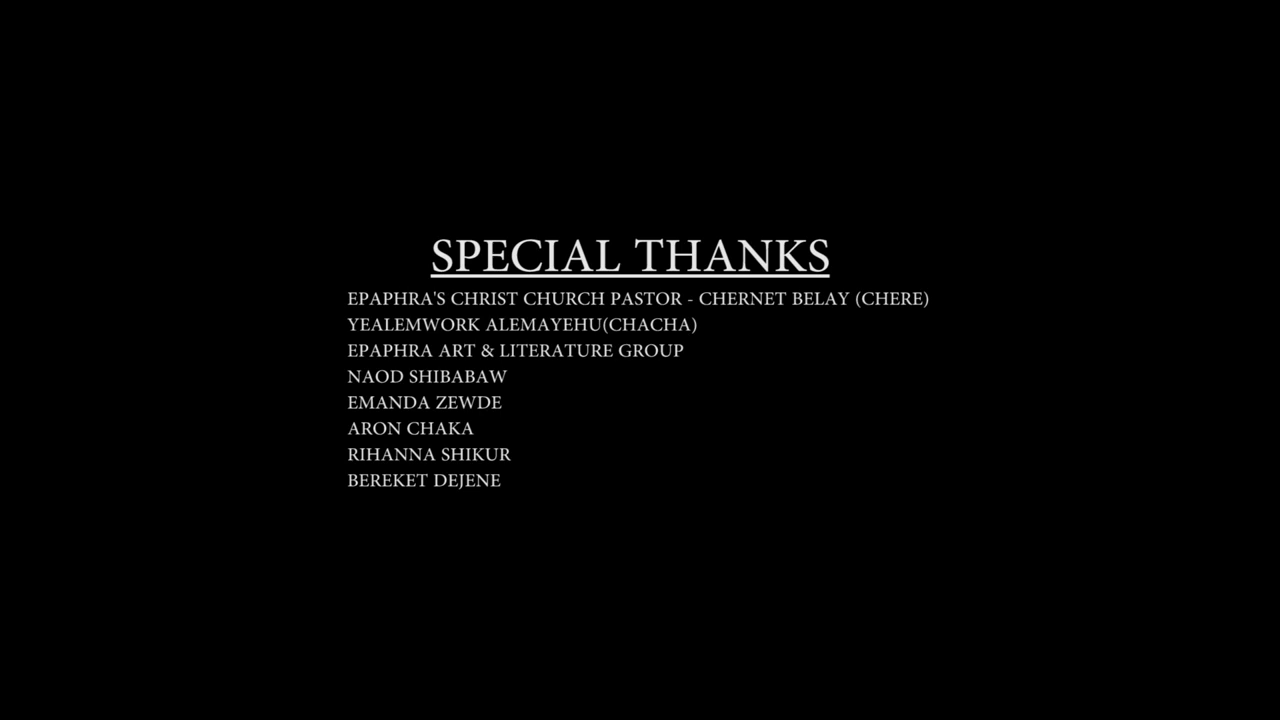 SPECIAL THANKS
EPAPHRA'S CHRIST CHURCH PASTOR - CHERNET BELAY (CHERE)
YEALEMWORK ALEMAYEHU(CHACHA)
EPAPHRA ART & LITERATURE GROUP
NAOD SHIBABAW
EMANDA ZEWDE
ARON CHAKA
RIHANNA SHIKUR
BEREKET DEJENE